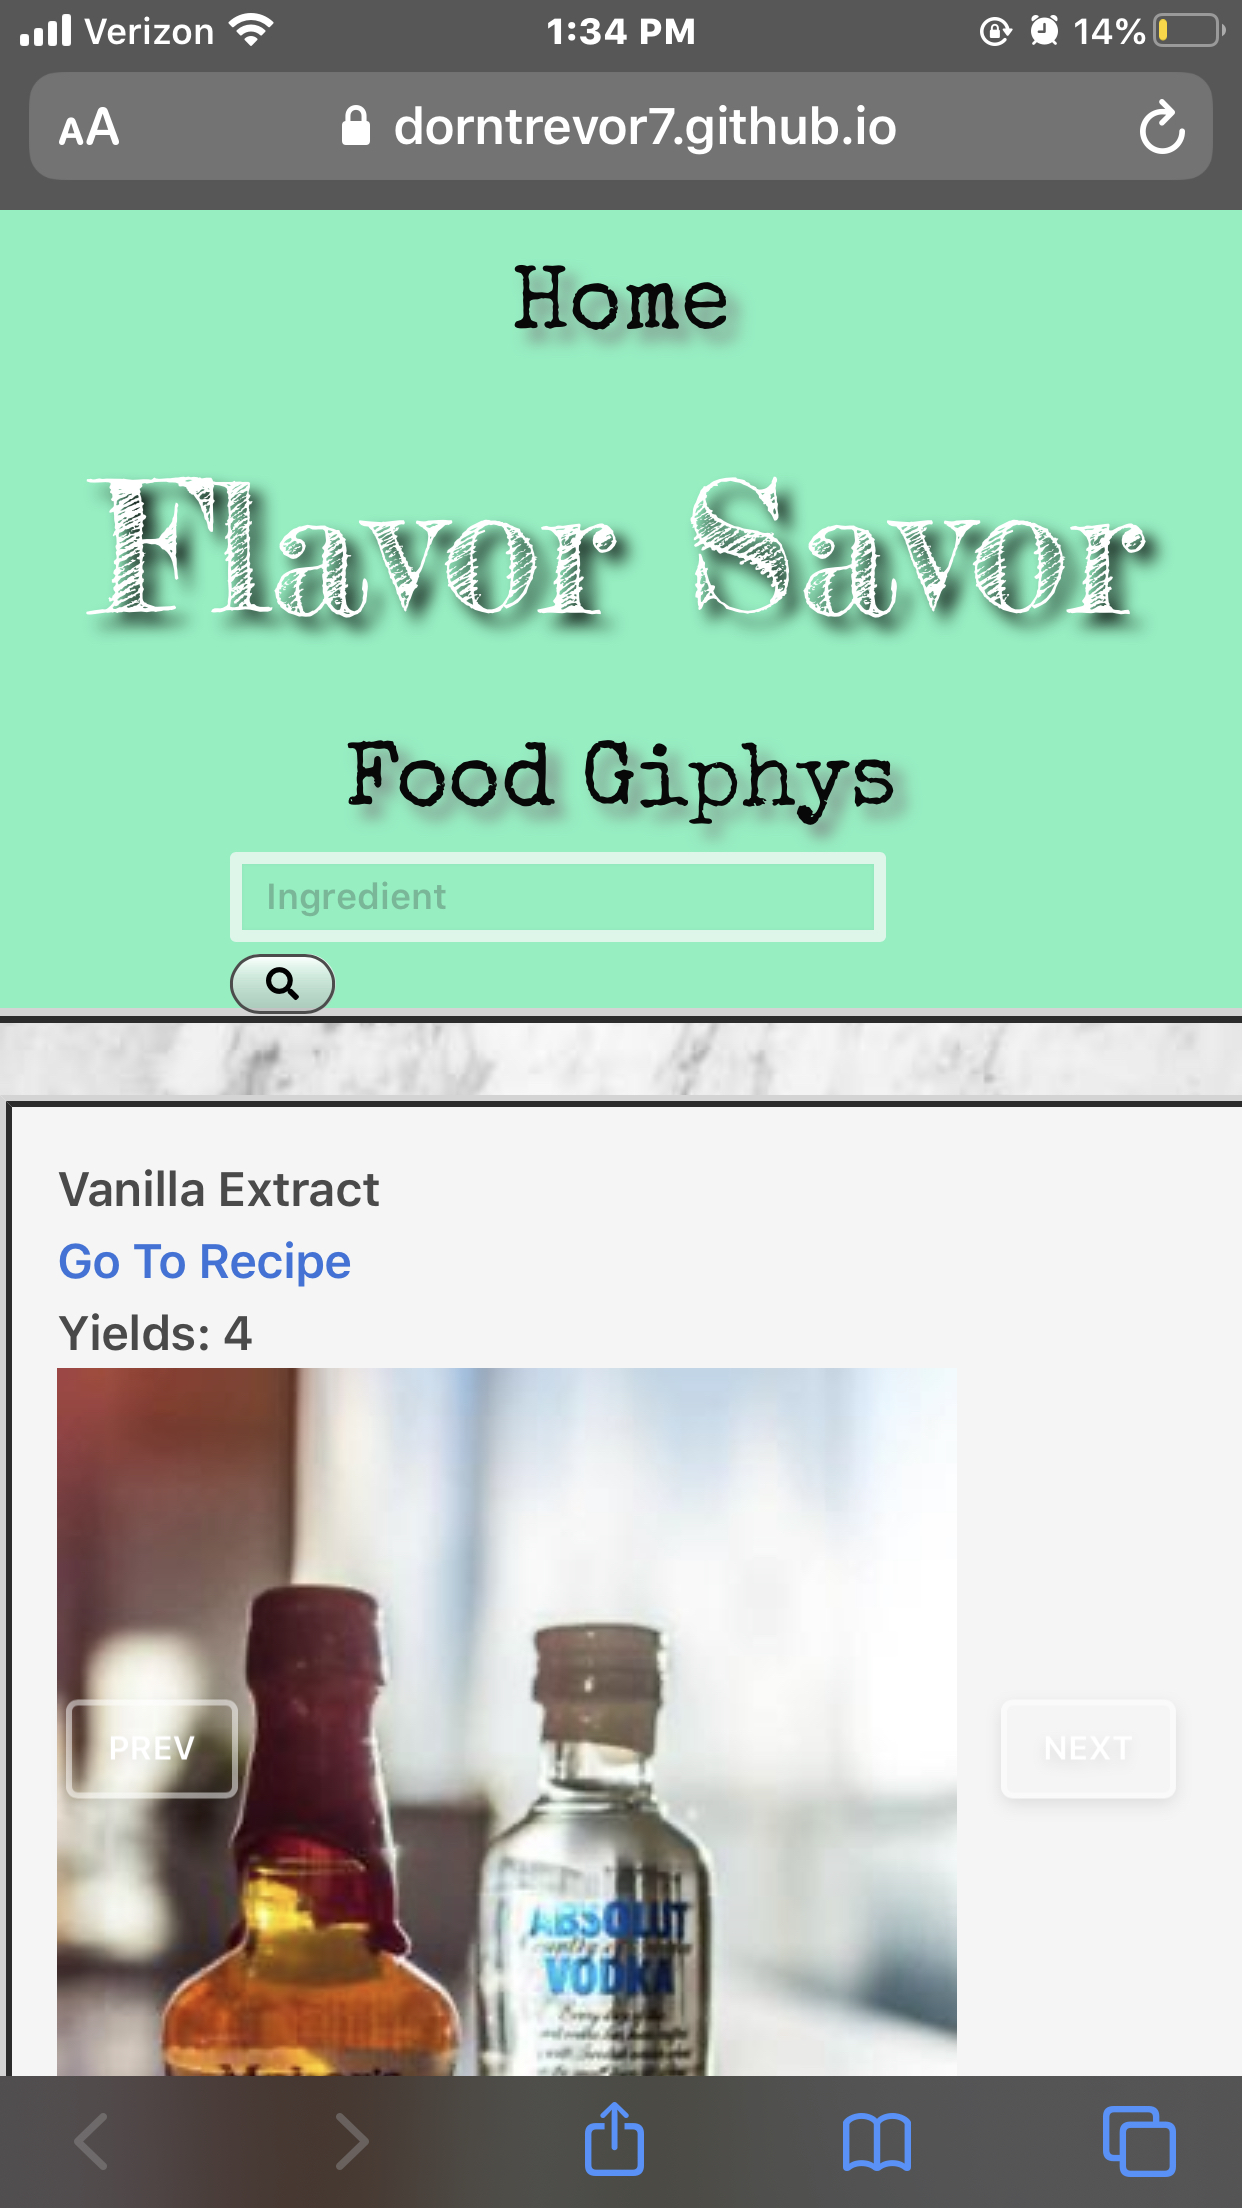 Verizon 1:34 PM 14%
AA dorntrevor7.github.io
Home
Flavor Savor
Food Giphys
Ingredient
Vanilla Extract
Go To Recipe
Yields: 4
PREV NEXT
ABSOLUT
VODKA